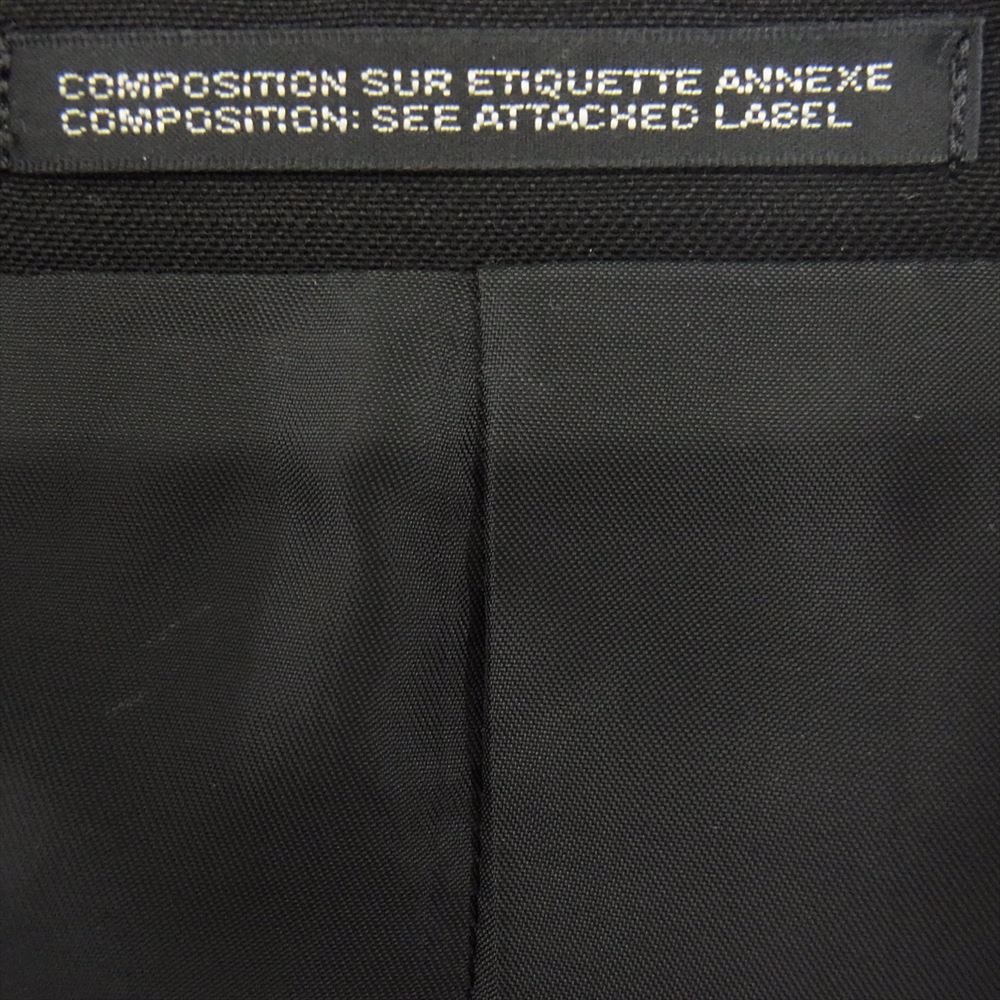 COMPOSITION SUR ETIQUETTE ANNEXE
COMPOSITION: SEE ATTACHED LABEL